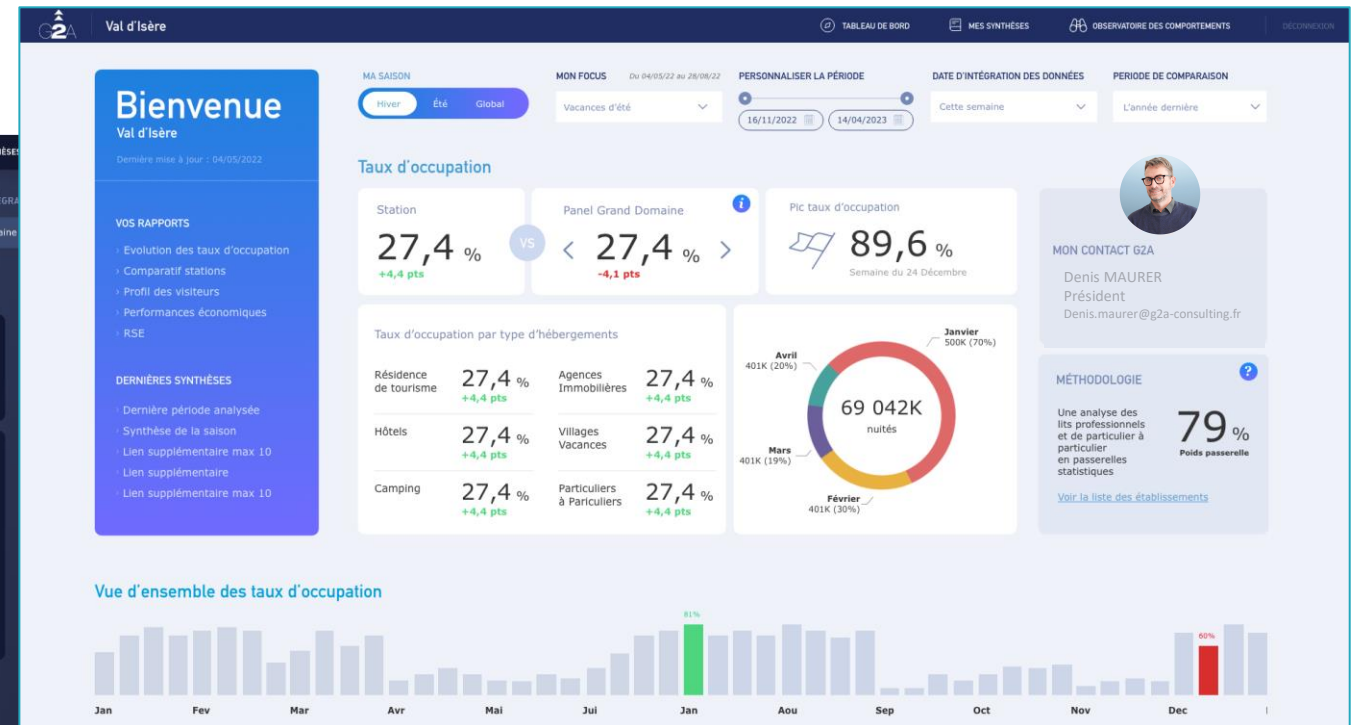 G2A
Val d'Isère
TABLEAU DE BORD
MES SYNTHÈSES
OBSERVATOIRE DES COMPORTEMENTS
DÉCONNEXION
Bienvenue
Val d'Isère
Dernière mise à jour : 04/05/2022
VOS RAPPORTS
› Evolution des taux d'occupation
› Comparatif stations
› Profil des visiteurs
› Performances économiques
› RSE
DERNIÈRES SYNTHÈSES
› Dernière période analysée
› Synthèse de la saison
› Lien supplémentaire max 10
› Lien supplémentaire
› Lien supplémentaire max 10
MA SAISON
Hiver Été Global
MON FOCUS Du 04/05/22 au 28/08/22
Vacances d'été
PERSONNALISER LA PÉRIODE
16/11/2022 14/04/2023
DATE D'INTÉGRATION DES DONNÉES
Cette semaine
PERIODE DE COMPARAISON
L'année dernière
Taux d'occupation
Station
27,4 %
+4,4 pts
VS
Panel Grand Domaine
i
< 27,4 % >
-4,1 pts
Pic taux d'occupation
89,6 %
Semaine du 24 Décembre
MON CONTACT G2A
Denis MAURER
Président
Denis.maurer@g2a-consulting.fr
Taux d'occupation par type d'hébergements
Résidence
de tourisme
27,4 %
+4,4 pts
Agences
Immobilières
27,4 %
+4,4 pts
Hôtels
27,4 %
+4,4 pts
Villages
Vacances
27,4 %
+4,4 pts
Camping
27,4 %
+4,4 pts
Particuliers
à Pariculiers
27,4 %
+4,4 pts
Janvier
500K (70%)
Avril
401K (20%)
69 042K
nuités
Mars
401K (19%)
Février
401K (30%)
MÉTHODOLOGIE
?
Une analyse des
lits professionnels
et de particulier à
particulier
en passerelles
statistiques
79 %
Poids passerelle
Voir la liste des établissements
Vue d'ensemble des taux d'occupation
81%
60%
Jan Fev Mar Avr Mai Jui Jan Aou Sep Oct Nov Dec